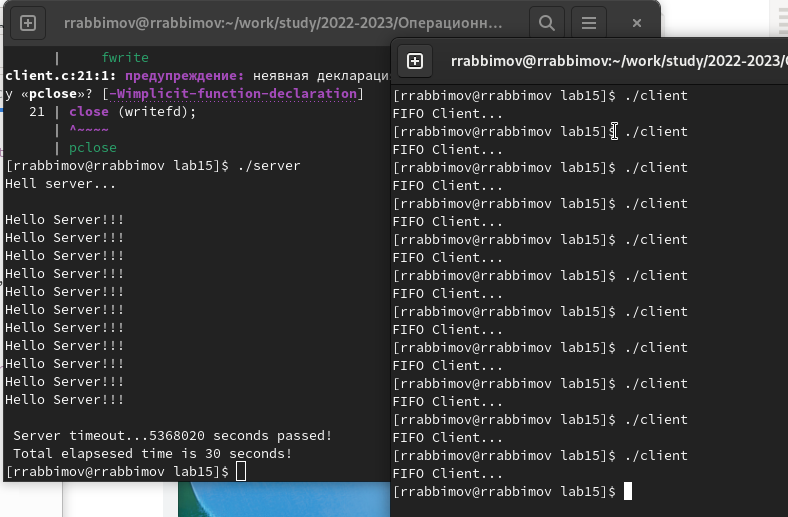 rrabbimov@rrabbimov:~/work/study/2022-2023/Операционн...
| fwrite
client.c:21:1: предупреждение: неявная декларац
у «pclose»? [-Wimplicit-function-declaration]
21 | close (writefd);
| ^~~~~
| pclose
[rrabbimov@rrabbimov lab15]$ ./server
Hell server...
Hello Server!!!
Hello Server!!!
Hello Server!!!
Hello Server!!!
Hello Server!!!
Hello Server!!!
Hello Server!!!
Hello Server!!!
Hello Server!!!
Hello Server!!!
Hello Server!!!
Server timeout...5368020 seconds passed!
Total elapsesed time is 30 seconds!
[rrabbimov@rrabbimov lab15]$
rrabbimov@rrabbimov:~/work/study/2022-2023/
[rrabbimov@rrabbimov lab15]$ ./client
FIFO Client...
[rrabbimov@rrabbimov lab15]$ ./client
FIFO Client...
[rrabbimov@rrabbimov lab15]$ ./client
FIFO Client...
[rrabbimov@rrabbimov lab15]$ ./client
FIFO Client...
[rrabbimov@rrabbimov lab15]$ ./client
FIFO Client...
[rrabbimov@rrabbimov lab15]$ ./client
FIFO Client...
[rrabbimov@rrabbimov lab15]$ ./client
FIFO Client...
[rrabbimov@rrabbimov lab15]$ ./client
FIFO Client...
[rrabbimov@rrabbimov lab15]$ ./client
FIFO Client...
[rrabbimov@rrabbimov lab15]$ ./client
FIFO Client...
[rrabbimov@rrabbimov lab15]$ ./client
FIFO Client...
[rrabbimov@rrabbimov lab15]$